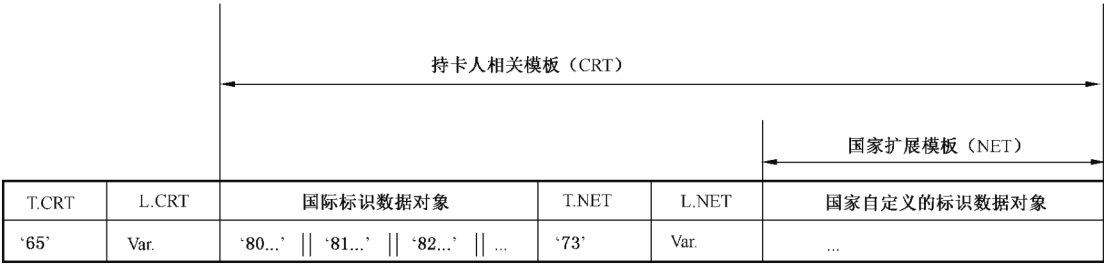 持卡人相关模板（CRT）
国家扩展模板（NET）
T.CRT L.CRT 国际标识数据对象 T.NET L.NET 国家自定义的标识数据对象
‘65’ Var. ‘80...’ || ‘81...’ || ‘82...’ || ... ‘73’ Var. ...